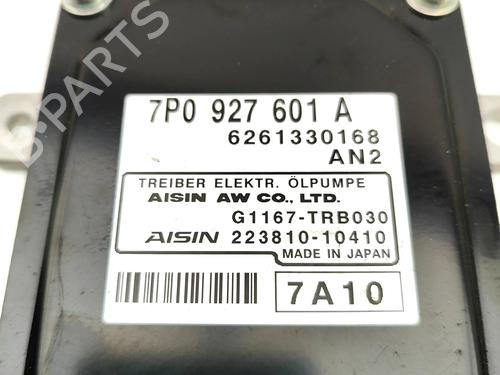 7P0 927 601 A
6261330168
AN2
TREIBER ELEKTR. ÖLPUMPE
AISIN AW CO., LTD.
G1167-TRB030
AISIN 223810-10410
MADE IN JAPAN
7A10
B-PARTS